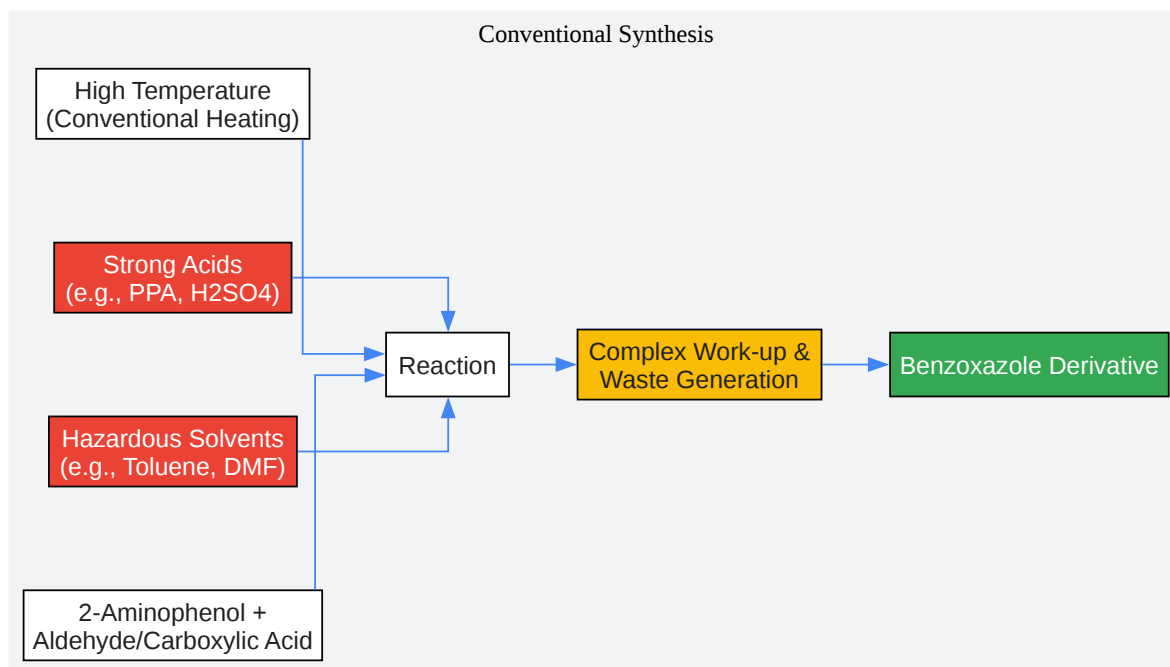 Conventional Synthesis
High Temperature
(Conventional Heating)
Strong Acids
(e.g., PPA, H2SO4)
Reaction
Complex Work-up &
Waste Generation
Benzoxazole Derivative
Hazardous Solvents
(e.g., Toluene, DMF)
2-Aminophenol +
Aldehyde/Carboxylic Acid